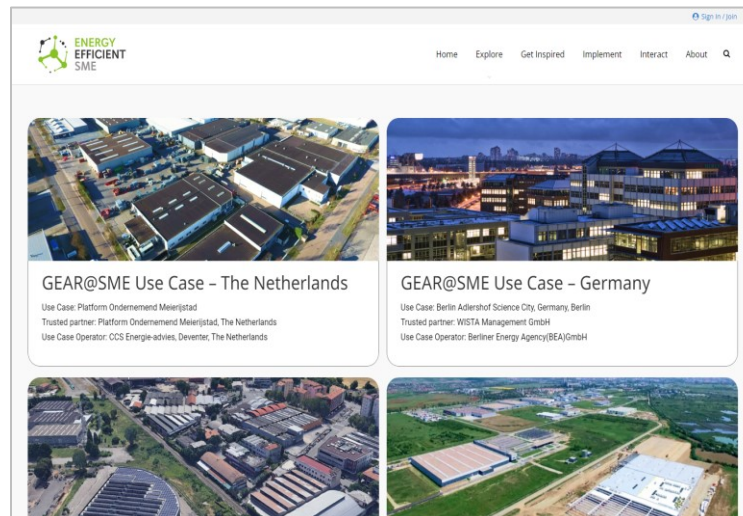 Sign in / Join
ENERGY
EFFICIENT
SME
Home Explore Get Inspired Implement Interact About
GEAR@SME Use Case – The Netherlands
Use Case: Platform Ondernemend Meierijstad
Trusted partner: Platform Ondernemend Meierijstad, The Netherlands
Use Case Operator: CCS Energie-advies, Deventer, The Netherlands
GEAR@SME Use Case – Germany
Use Case: Berlin Adlershof Science City, Germany, Berlin
Trusted partner: WISTA Management GmbH
Use Case Operator: Berliner Energy Agency(BEA)GmbH